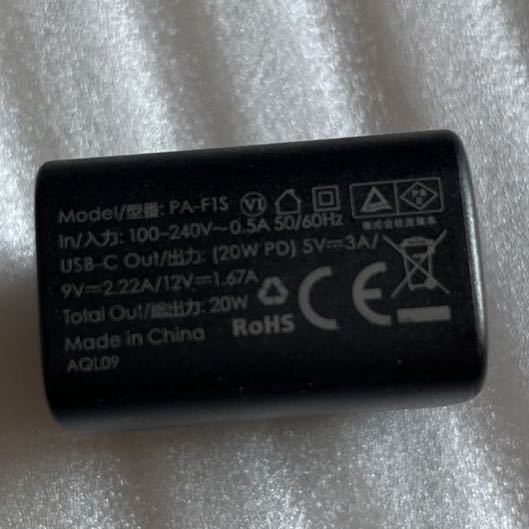 Model/型番: PA-F1S VI
In/入力: 100-240V~0.5A 50/60Hz
USB-C Out/出力: (20W PD) 5V⎓3A/
9V⎓2.22A/12V⎓1.67A
Total Out/総出力: 20W
Made in China
AQL09
RoHS
CE